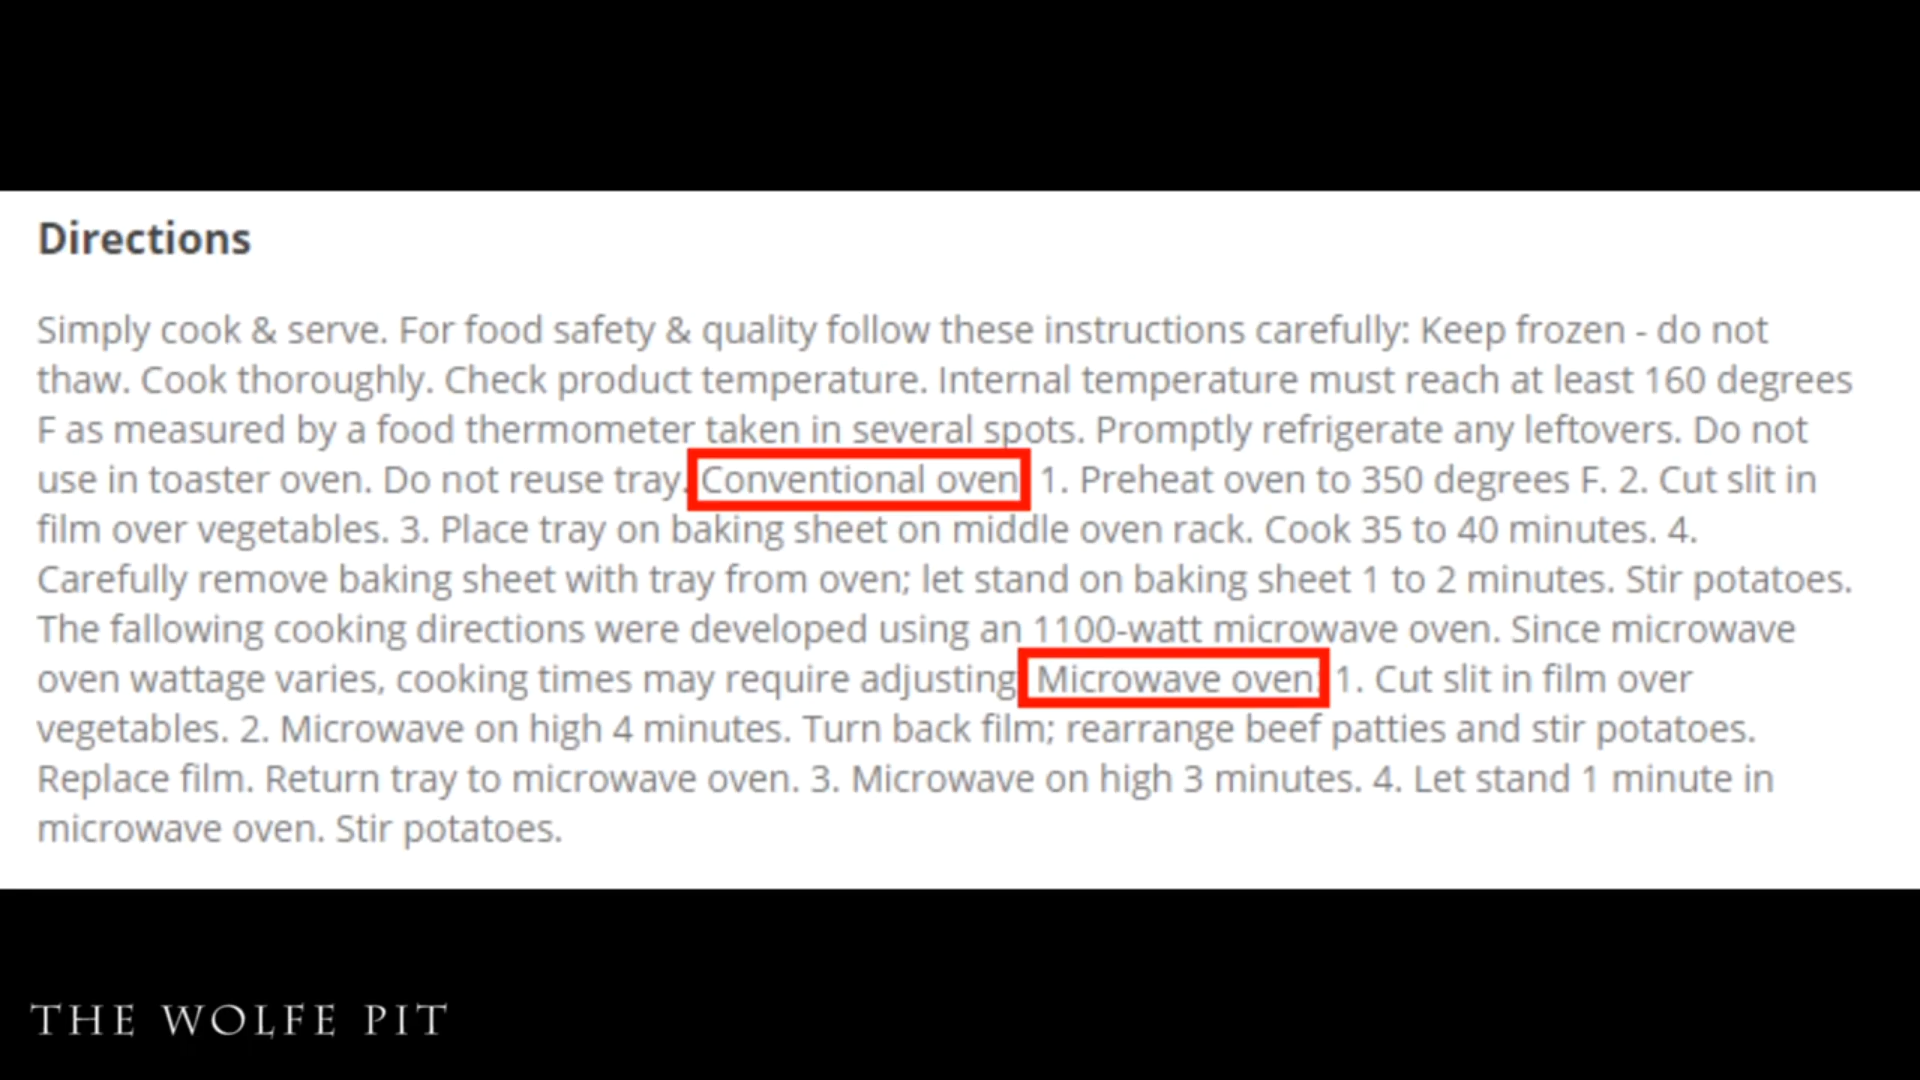 Directions
Simply cook & serve. For food safety & quality follow these instructions carefully: Keep frozen - do not
thaw. Cook thoroughly. Check product temperature. Internal temperature must reach at least 160 degrees
F as measured by a food thermometer taken in several spots. Promptly refrigerate any leftovers. Do not
use in toaster oven. Do not reuse tray. Conventional oven: 1. Preheat oven to 350 degrees F. 2. Cut slit in
film over vegetables. 3. Place tray on baking sheet on middle oven rack. Cook 35 to 40 minutes. 4.
Carefully remove baking sheet with tray from oven; let stand on baking sheet 1 to 2 minutes. Stir potatoes.
The fallowing cooking directions were developed using an 1100-watt microwave oven. Since microwave
oven wattage varies, cooking times may require adjusting. Microwave oven: 1. Cut slit in film over
vegetables. 2. Microwave on high 4 minutes. Turn back film; rearrange beef patties and stir potatoes.
Replace film. Return tray to microwave oven. 3. Microwave on high 3 minutes. 4. Let stand 1 minute in
microwave oven. Stir potatoes.
THE WOLFE PIT